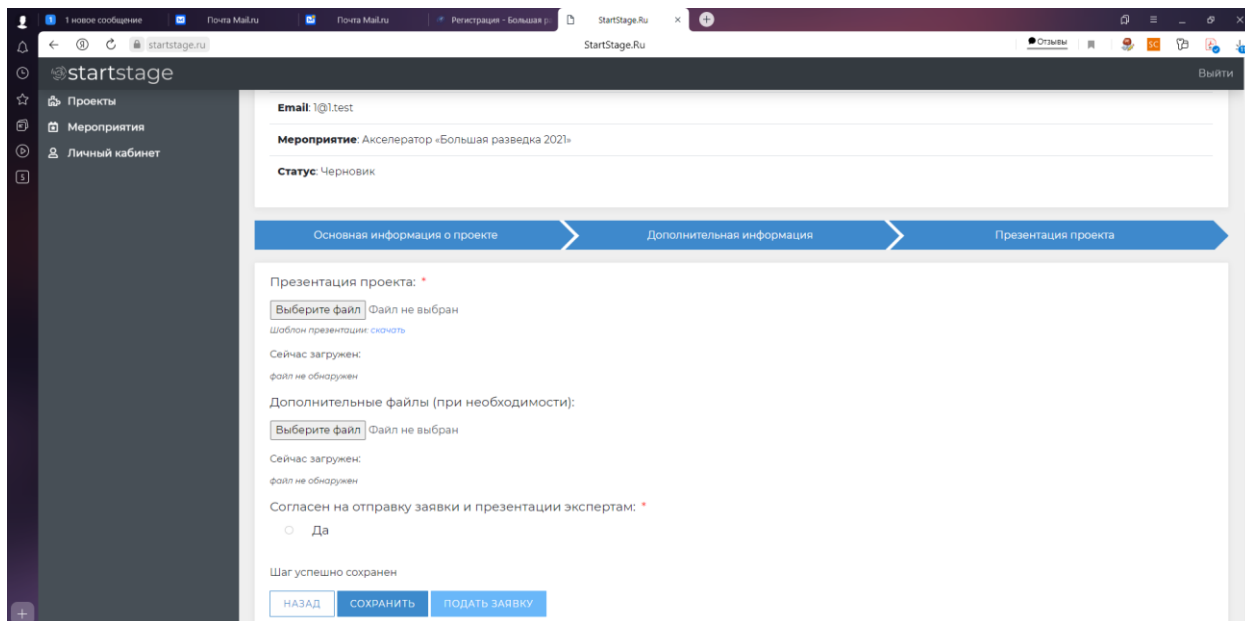 1 новое сообщение
Почта Mail.ru
Почта Mail.ru
Регистрация - Большая р
StartStage.Ru
startstage.ru
StartStage.Ru
Отзывы
startstage
Выйти
Проекты
Мероприятия
Личный кабинет
Email: 1@1.test
Мероприятие: Акселератор «Большая разведка 2021»
Статус: Черновик
Основная информация о проекте
Дополнительная информация
Презентация проекта
Презентация проекта: *
Выберите файл Файл не выбран
Шаблон презентации: скачать
Сейчас загружен:
файл не обнаружен
Дополнительные файлы (при необходимости):
Выберите файл Файл не выбран
Сейчас загружен:
файл не обнаружен
Согласен на отправку заявки и презентации экспертам: *
Да
Шаг успешно сохранен
НАЗАД
СОХРАНИТЬ
ПОДАТЬ ЗАЯВКУ